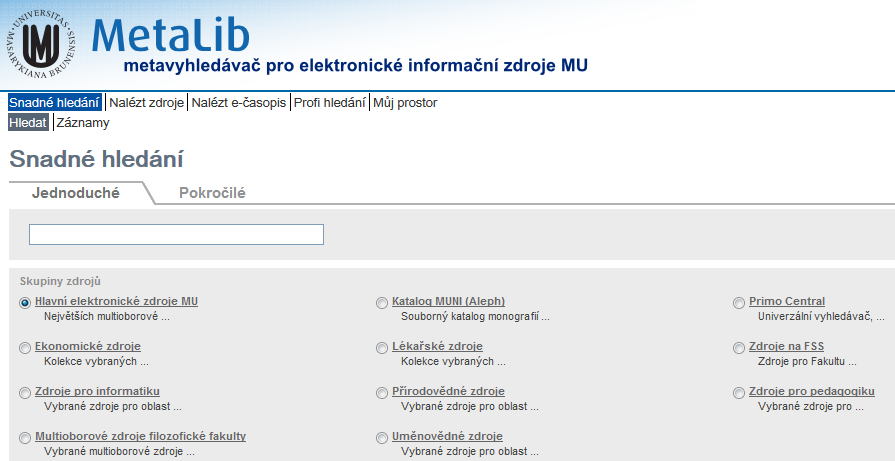 UNIVERSITAS MASARYKIANA BRUNENSIS
MetaLib
metavyhledávač pro elektronické informační zdroje MU
Snadné hledání Nalézt zdroje Nalézt e-časopis Profi hledání Můj prostor
Hledat Záznamy
Snadné hledání
Jednoduché Pokročilé
Skupiny zdrojů
Hlavní elektronické zdroje MU Katalog MUNI (Aleph) Primo Central
Největších multioborové ... Souborný katalog monografií ... Univerzální vyhledávač, ...
Ekonomické zdroje Lékařské zdroje Zdroje na FSS
Kolekce vybraných ... Kolekce vybraných ... Zdroje pro Fakultu ...
Zdroje pro informatiku Přírodovědné zdroje Zdroje pro pedagogiku
Vybrané zdroje pro oblast ... Vybrané zdroje pro oblast ... Vybrané zdroje pro ...
Multioborové zdroje filozofické fakulty Uměnovědné zdroje
Vybrané multioborové zdroje ... Vybrané zdroje pro oblast ...